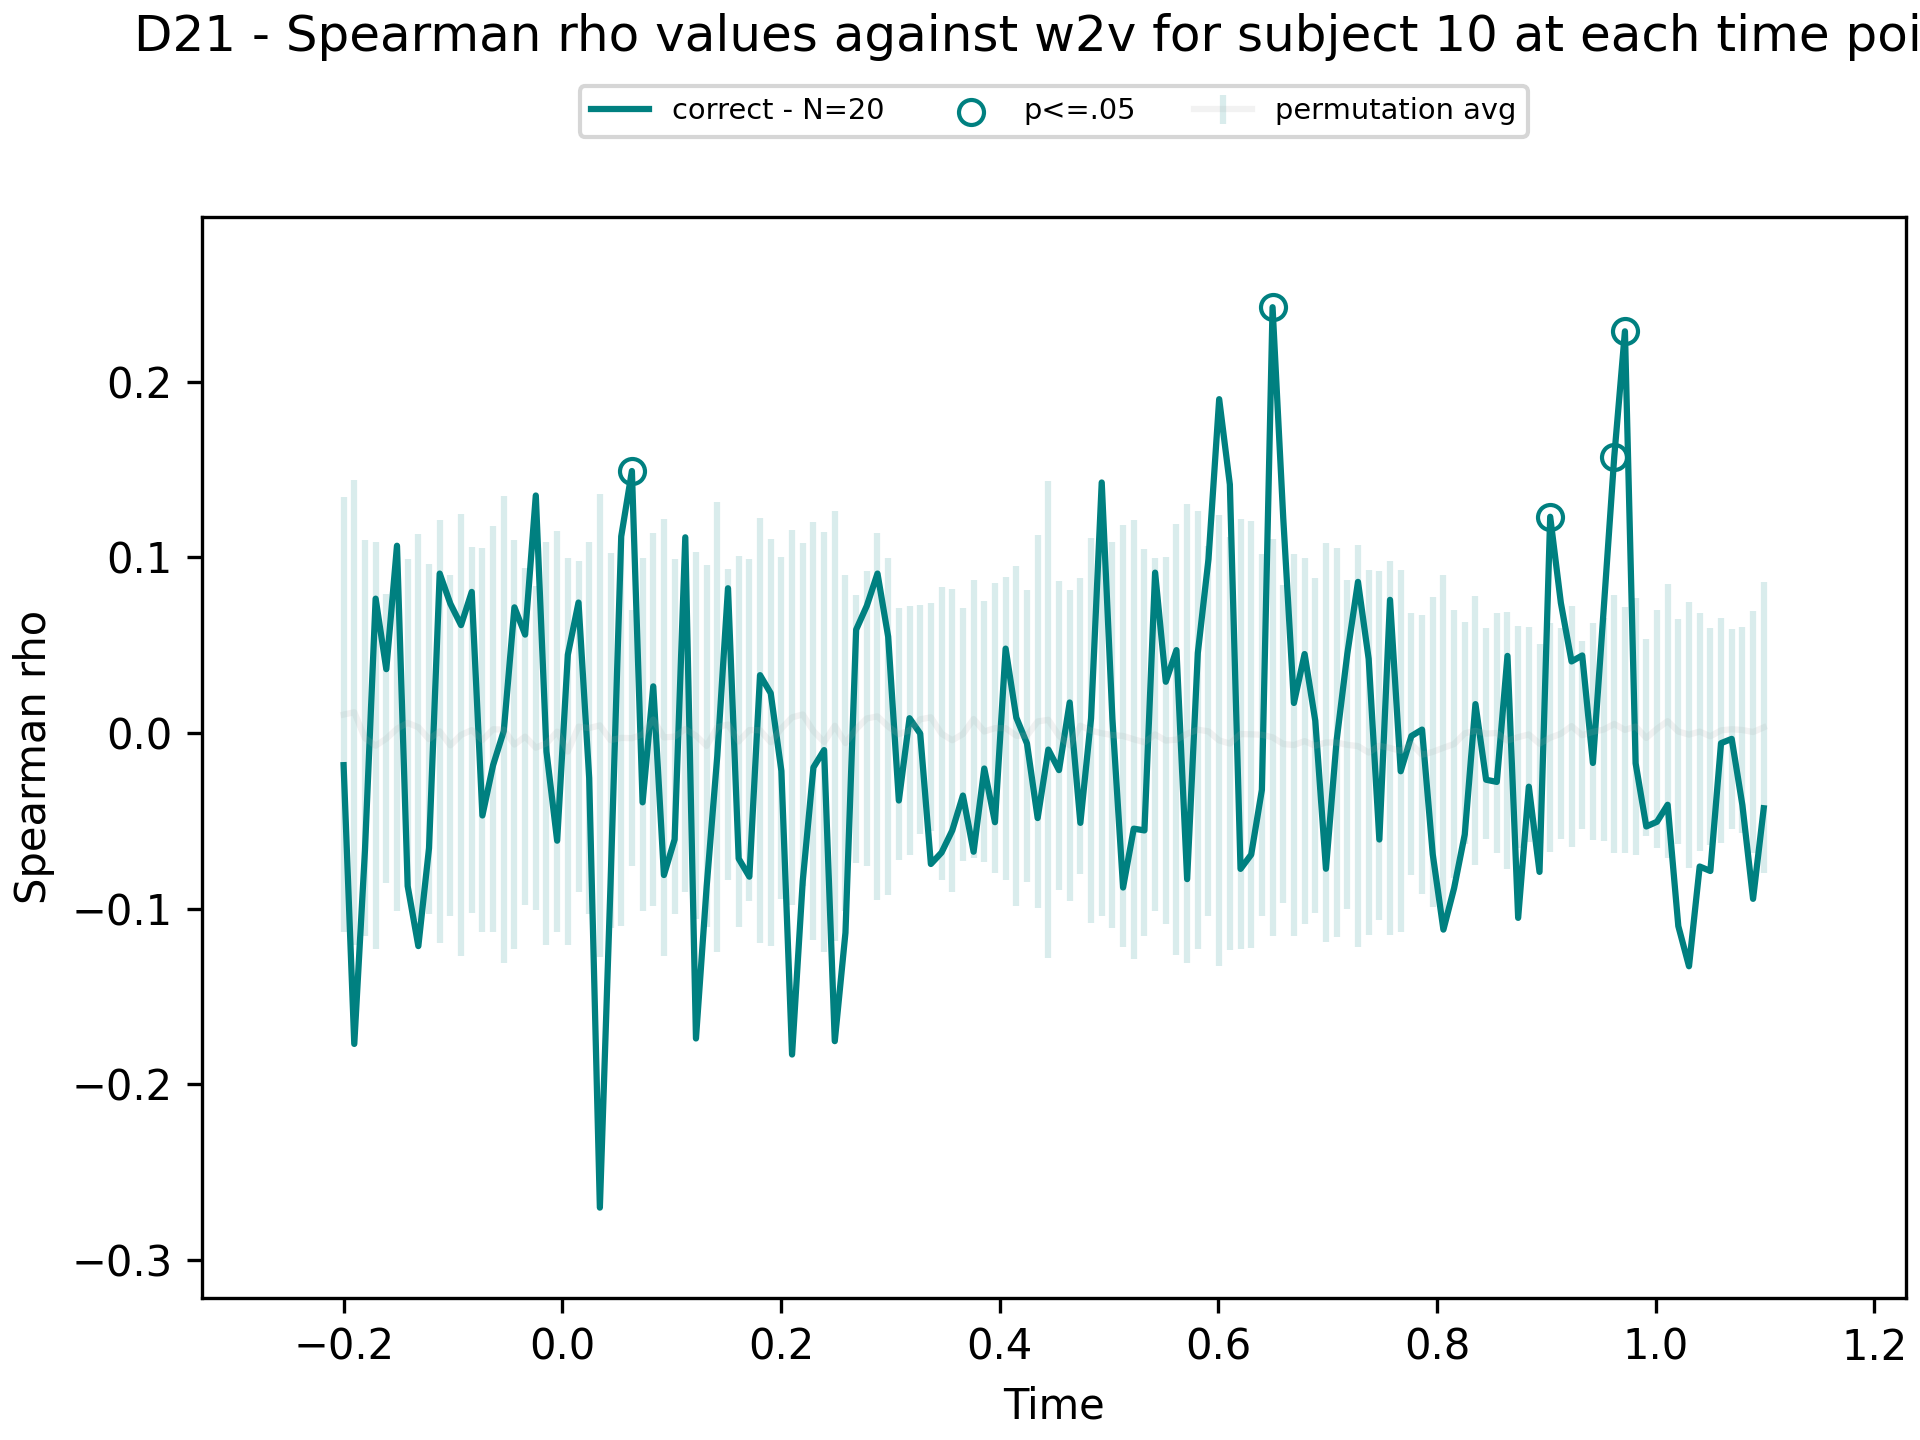 D21 - Spearman rho values against w2v for subject 10 at each time poi
correct - N=20 p<=.05 permutation avg
Spearman rho
0.2
0.1
0.0
−0.1
−0.2
−0.3
−0.2 0.0 0.2 0.4 0.6 0.8 1.0 1.2
Time